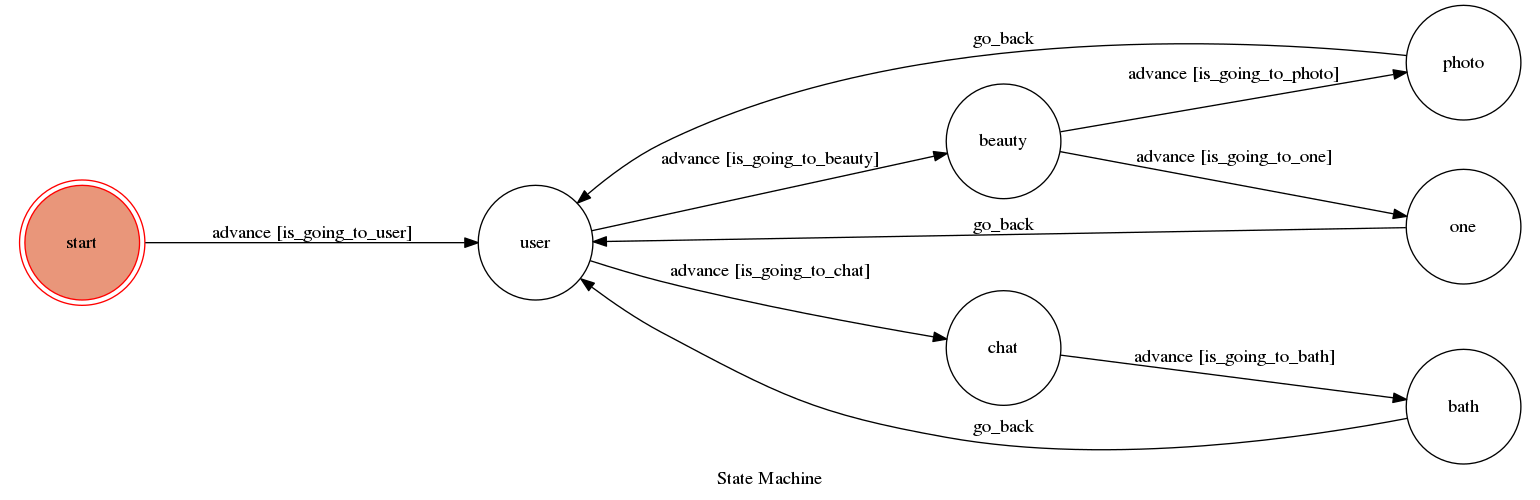 go_back
photo
advance [is_going_to_photo]
beauty
advance [is_going_to_beauty]
advance [is_going_to_one]
start
advance [is_going_to_user]
user
go_back
one
advance [is_going_to_chat]
chat
advance [is_going_to_bath]
bath
go_back
State Machine